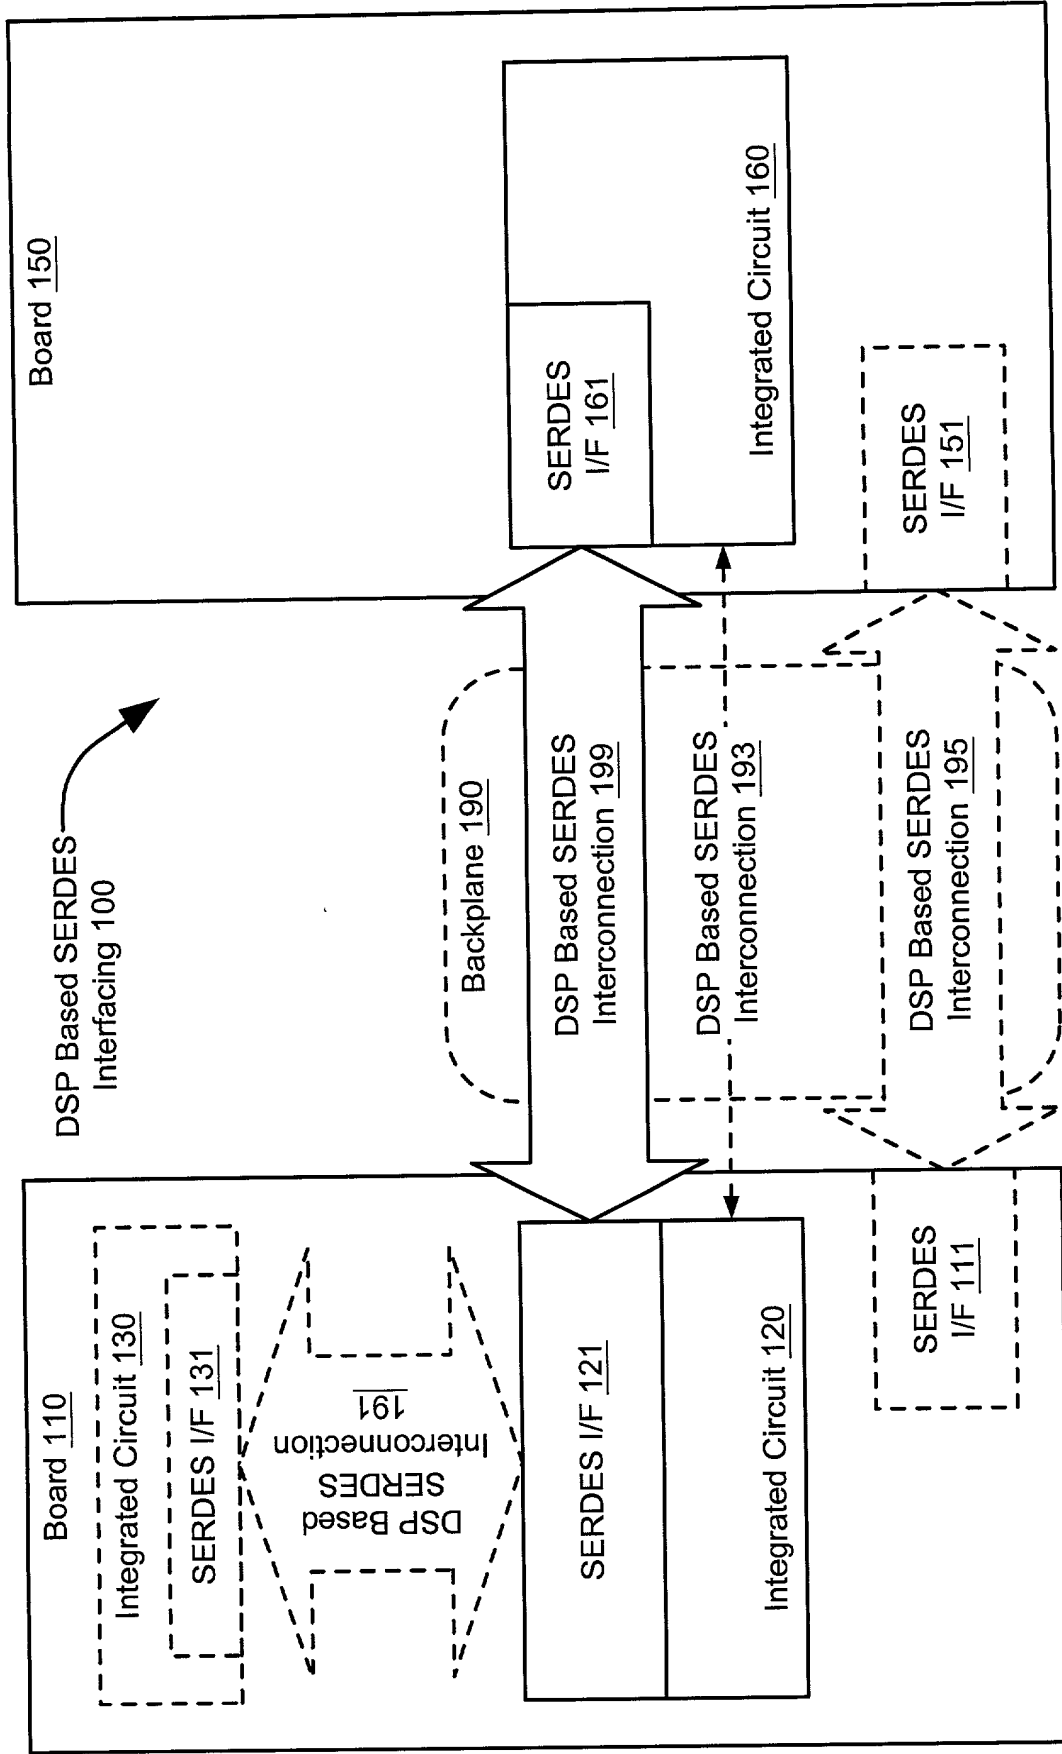 DSP Based SERDES
Interfacing 100
Board 110
Integrated Circuit 130
SERDES I/F 131
DSP Based
SERDES
Interconnection
191
SERDES I/F 121
Integrated Circuit 120
SERDES
I/F 111
Backplane 190
DSP Based SERDES
Interconnection 199
DSP Based SERDES
Interconnection 193
DSP Based SERDES
Interconnection 195
Board 150
SERDES
I/F 161
Integrated Circuit 160
SERDES
I/F 151